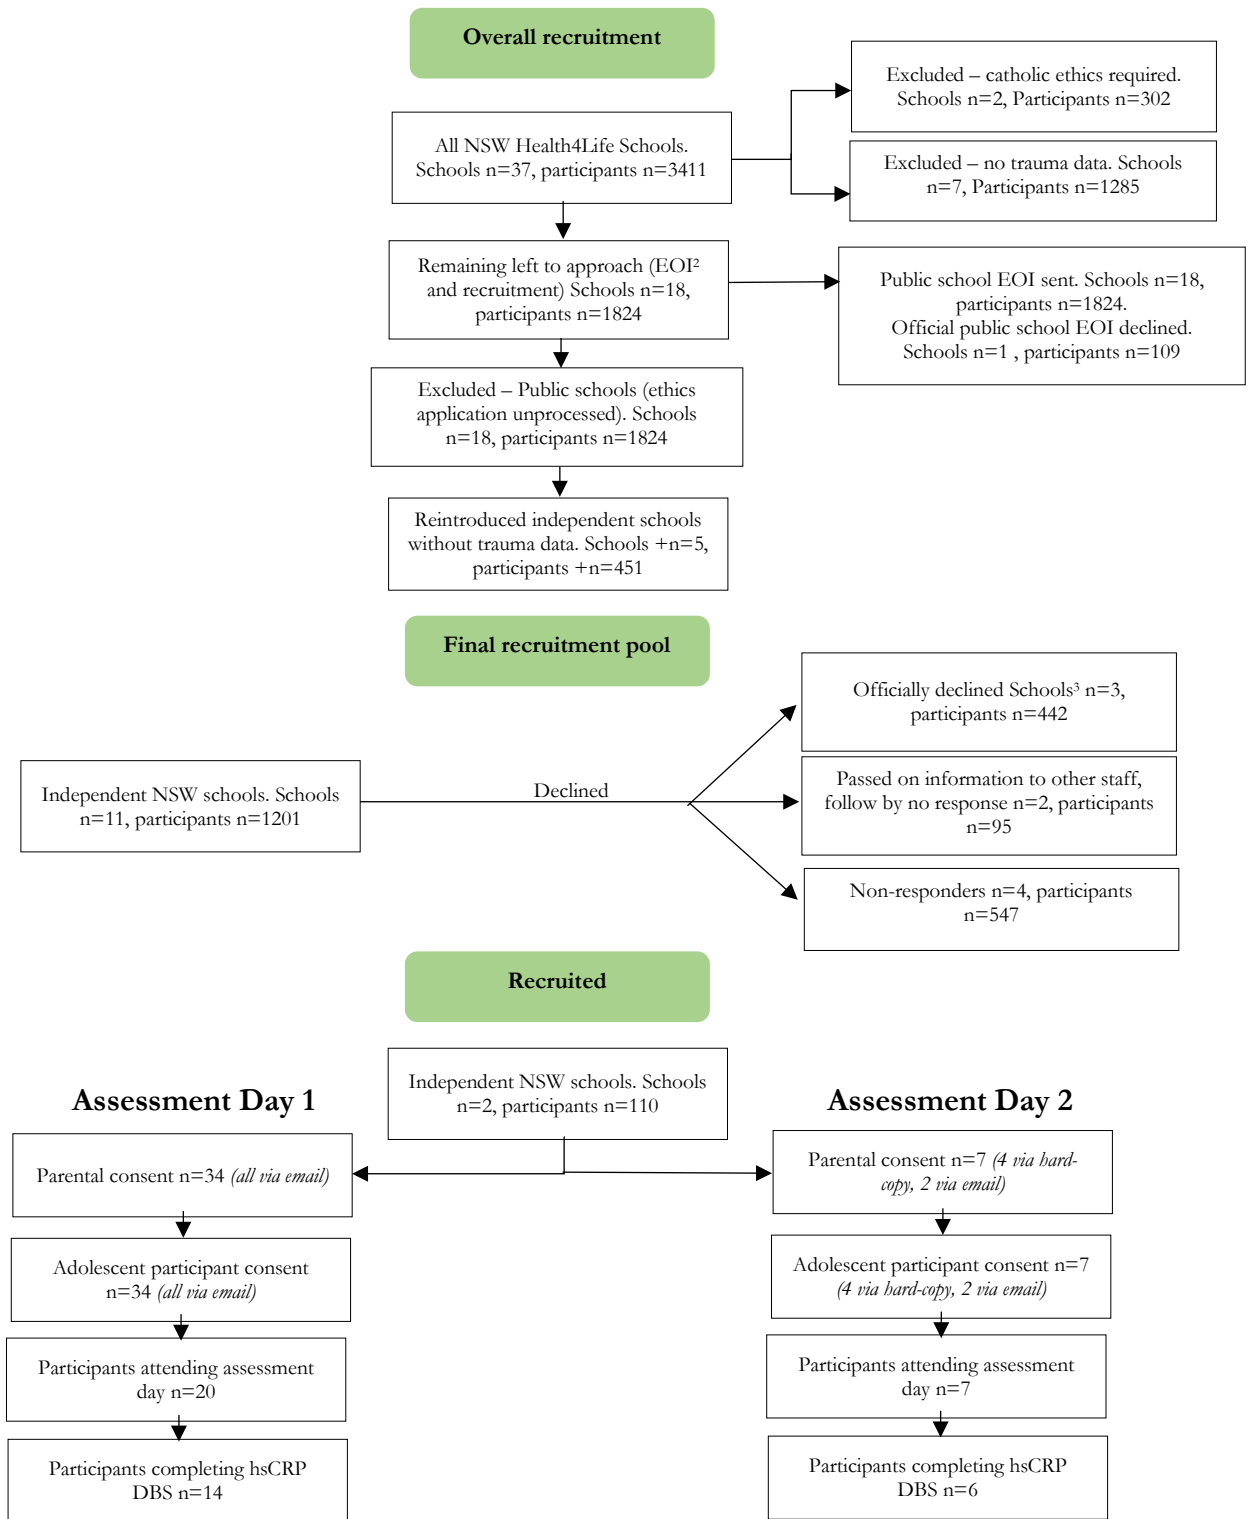 Overall recruitment
Excluded – catholic ethics required.
Schools n=2, Participants n=302
All NSW Health4Life Schools.
Schools n=37, participants n=3411
Excluded – no trauma data. Schools
n=7, Participants n=1285
Remaining left to approach (EOI²
and recruitment) Schools n=18,
participants n=1824
Public school EOI sent. Schools n=18,
participants n=1824.
Official public school EOI declined.
Schools n=1 , participants n=109
Excluded – Public schools (ethics
application unprocessed). Schools
n=18, participants n=1824
Reintroduced independent schools
without trauma data. Schools +n=5,
participants +n=451
Final recruitment pool
Officially declined Schools³ n=3,
participants n=442
Independent NSW schools. Schools
n=11, participants n=1201
Declined
Passed on information to other staff,
follow by no response n=2, participants
n=95
Non-responders n=4, participants
n=547
Recruited
Independent NSW schools. Schools
n=2, participants n=110
Assessment Day 1
Parental consent n=34 (all via email)
Adolescent participant consent
n=34 (all via email)
Participants attending assessment
day n=20
Participants completing hsCRP
DBS n=14
Assessment Day 2
Parental consent n=7 (4 via hard-
copy, 2 via email)
Adolescent participant consent n=7
(4 via hard-copy, 2 via email)
Participants attending assessment
day n=7
Participants completing hsCRP
DBS n=6